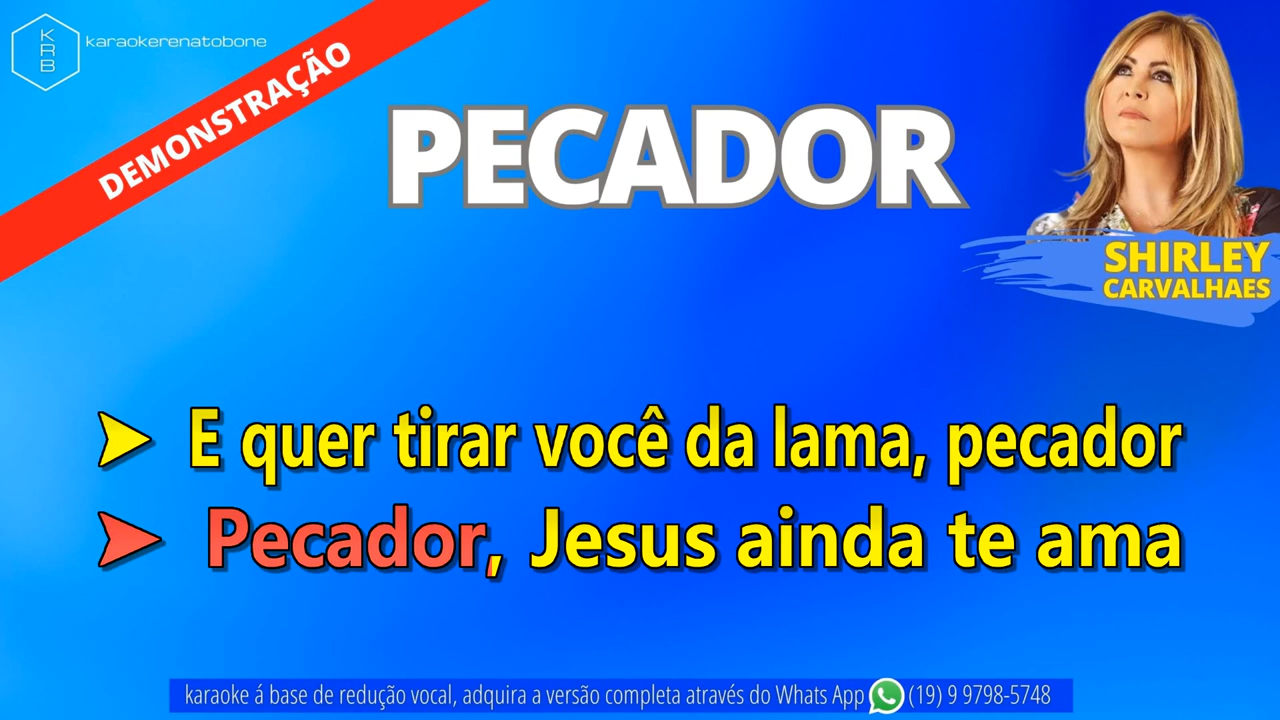 KRB
karaokerenatobone
DEMONSTRAÇÃO
PECADOR
SHIRLEY
CARVALHAES
➤ E quer tirar você da lama, pecador
➤ Pecador, Jesus ainda te ama
karaoke á base de redução vocal, adquira a versão completa através do Whats App (19) 9 9798-5748